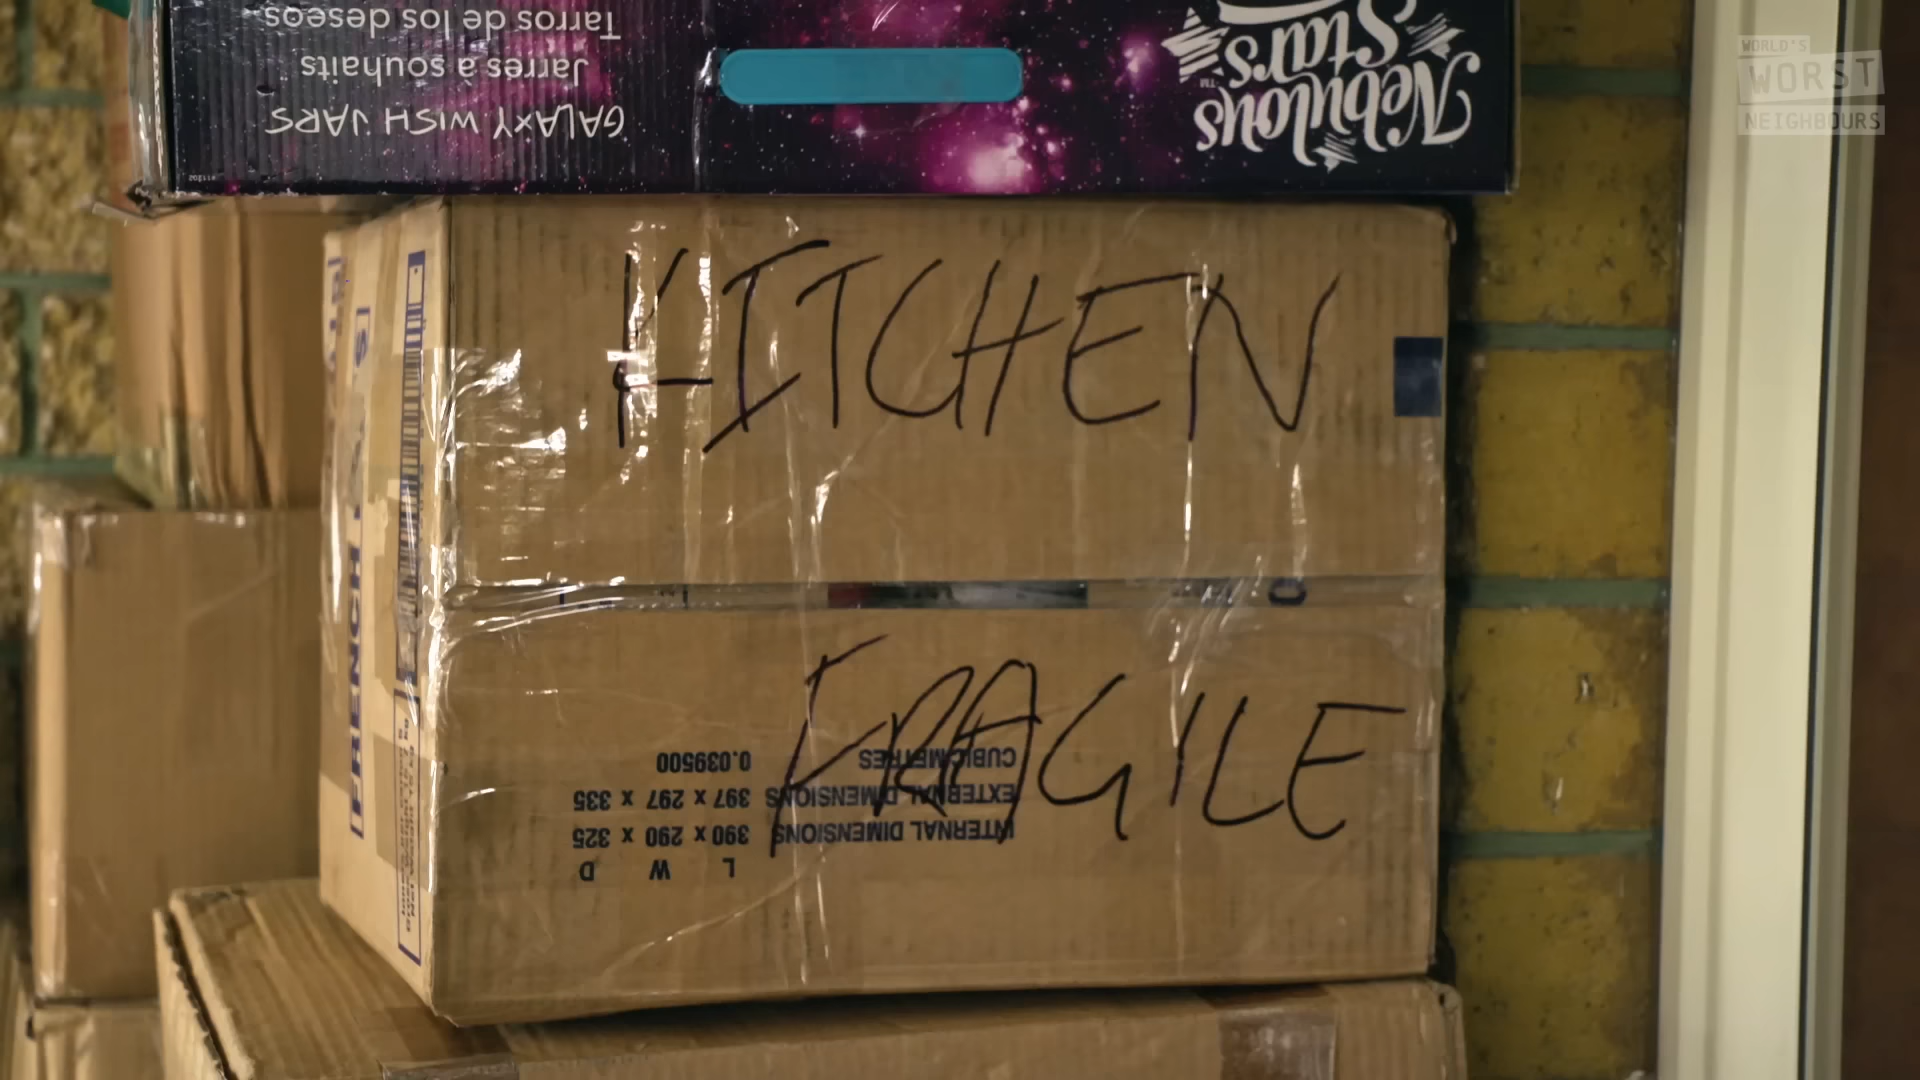 Nebulous
Stars™
GALAXY WISH JARS
Jarres à souhaits
Tarros de los deseos
WORLD'S
WORST
NEIGHBOURS
KITCHEN
FRAGILE
L W D
INTERNAL DIMENSIONS 390 x 290 x 325
EXTERNAL DIMENSIONS 397 x 297 x 335
CUBIC METRES 0.039500
FRENCH